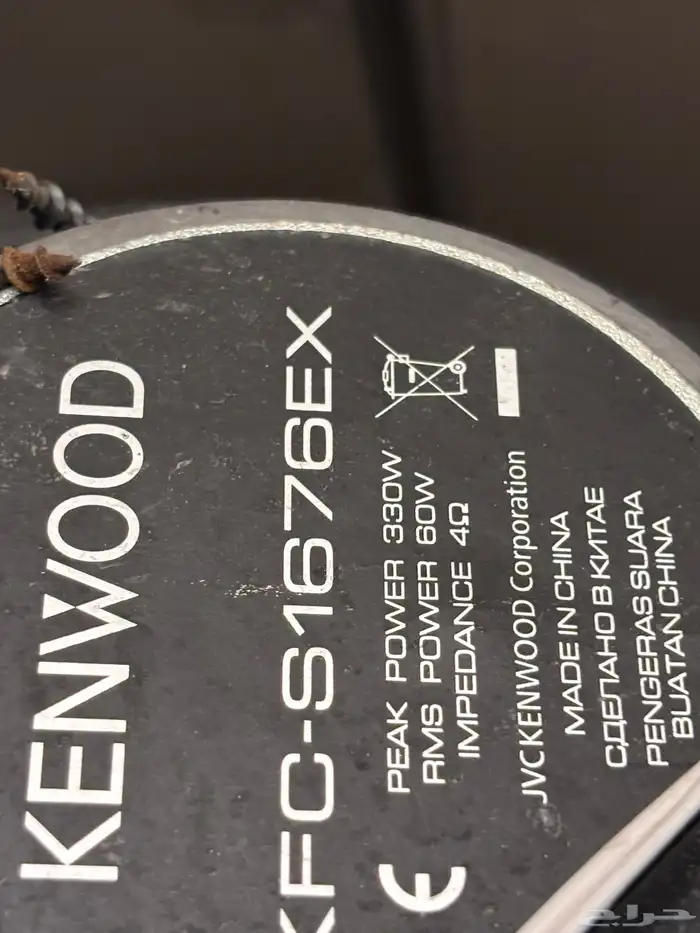 KENWOOD
KFC-S1676EX
PEAK POWER 330W
RMS POWER 60W
IMPEDANCE 4Ω
CE
JVCKENWOOD Corporation
MADE IN CHINA
СДЕЛАНО В КИТАЕ
PENGERAS SUARA
BUATAN CHINA
حراج